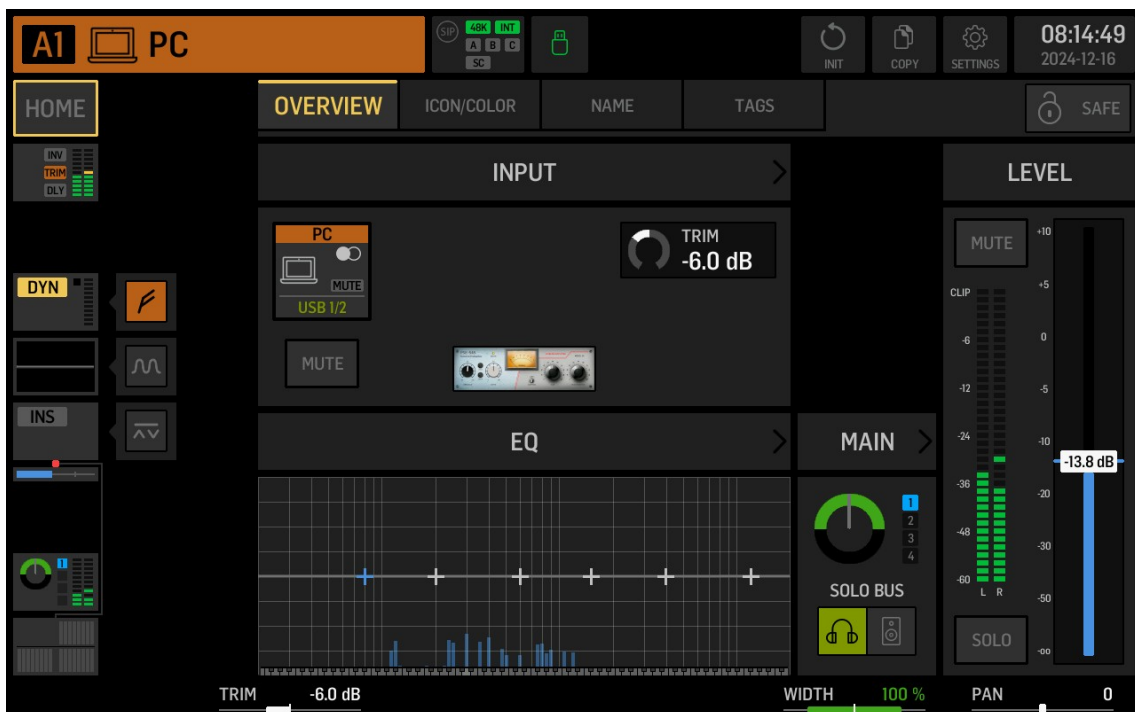 A1 PC
SIP 48K INT
A B C
SC
INIT
COPY
SETTINGS
08:14:49
2024-12-16
HOME
OVERVIEW
ICON/COLOR
NAME
TAGS
SAFE
INV
TRIM
DLY
INPUT
LEVEL
PC
MUTE
USB 1/2
TRIM
-6.0 dB
MUTE
MUTE
+10
DYN
CLIP
+5
-6
0
-12
-5
INS
EQ
MAIN
-24
-10
-13.8 dB
-36
-20
1
2
3
4
-48
-30
1
-60
L R
-50
SOLO BUS
SOLO
-oo
TRIM -6.0 dB
WIDTH 100 %
PAN 0